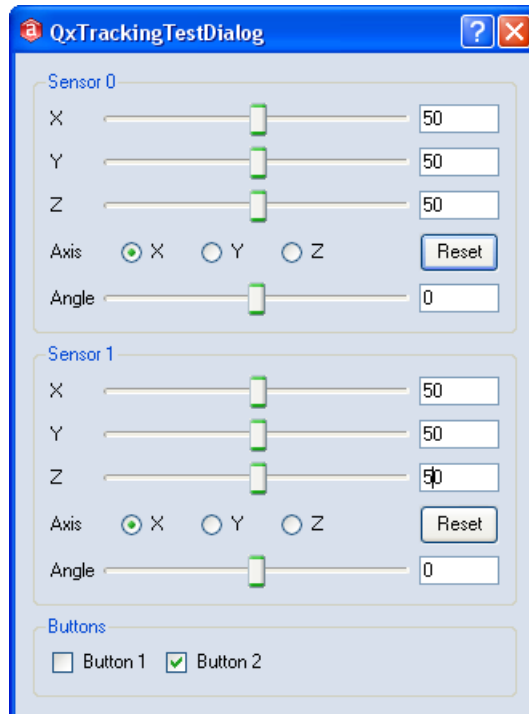 QxTrackingTestDialog
Sensor 0
X 50
Y 50
Z 50
Axis X Y Z Reset
Angle 0
Sensor 1
X 50
Y 50
Z 50
Axis X Y Z Reset
Angle 0
Buttons
Button 1 Button 2